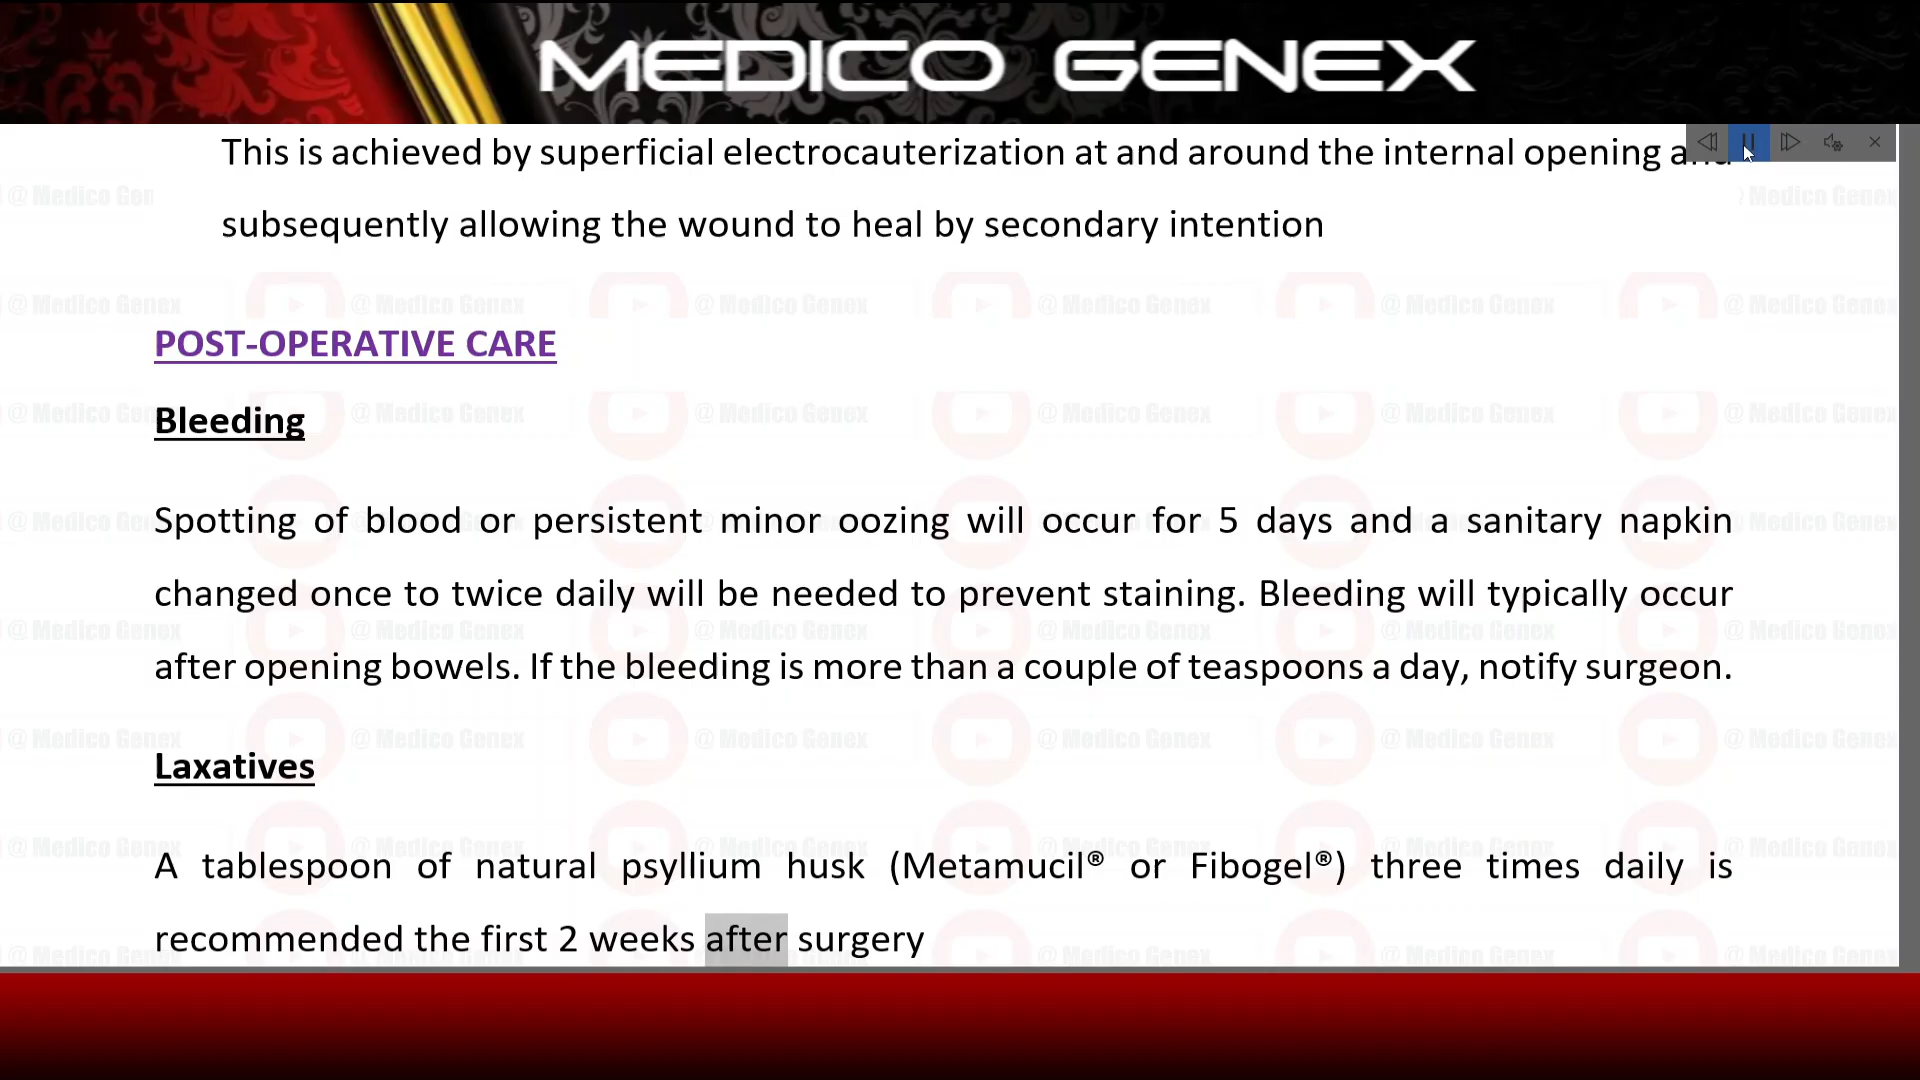 MEDICO GENEX
This is achieved by superficial electrocauterization at and around the internal opening and
subsequently allowing the wound to heal by secondary intention
@ Medico Genex
POST-OPERATIVE CARE
Bleeding
Spotting of blood or persistent minor oozing will occur for 5 days and a sanitary napkin
changed once to twice daily will be needed to prevent staining. Bleeding will typically occur
after opening bowels. If the bleeding is more than a couple of teaspoons a day, notify surgeon.
Laxatives
A tablespoon of natural psyllium husk (Metamucil® or Fibogel®) three times daily is
recommended the first 2 weeks after surgery